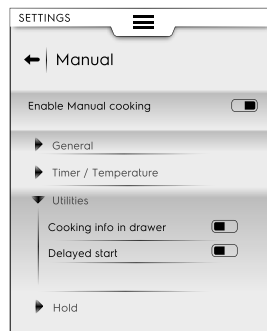 SETTINGS
Manual
Enable Manual cooking
General
Timer / Temperature
Utilities
Cooking info in drawer
Delayed start
Hold